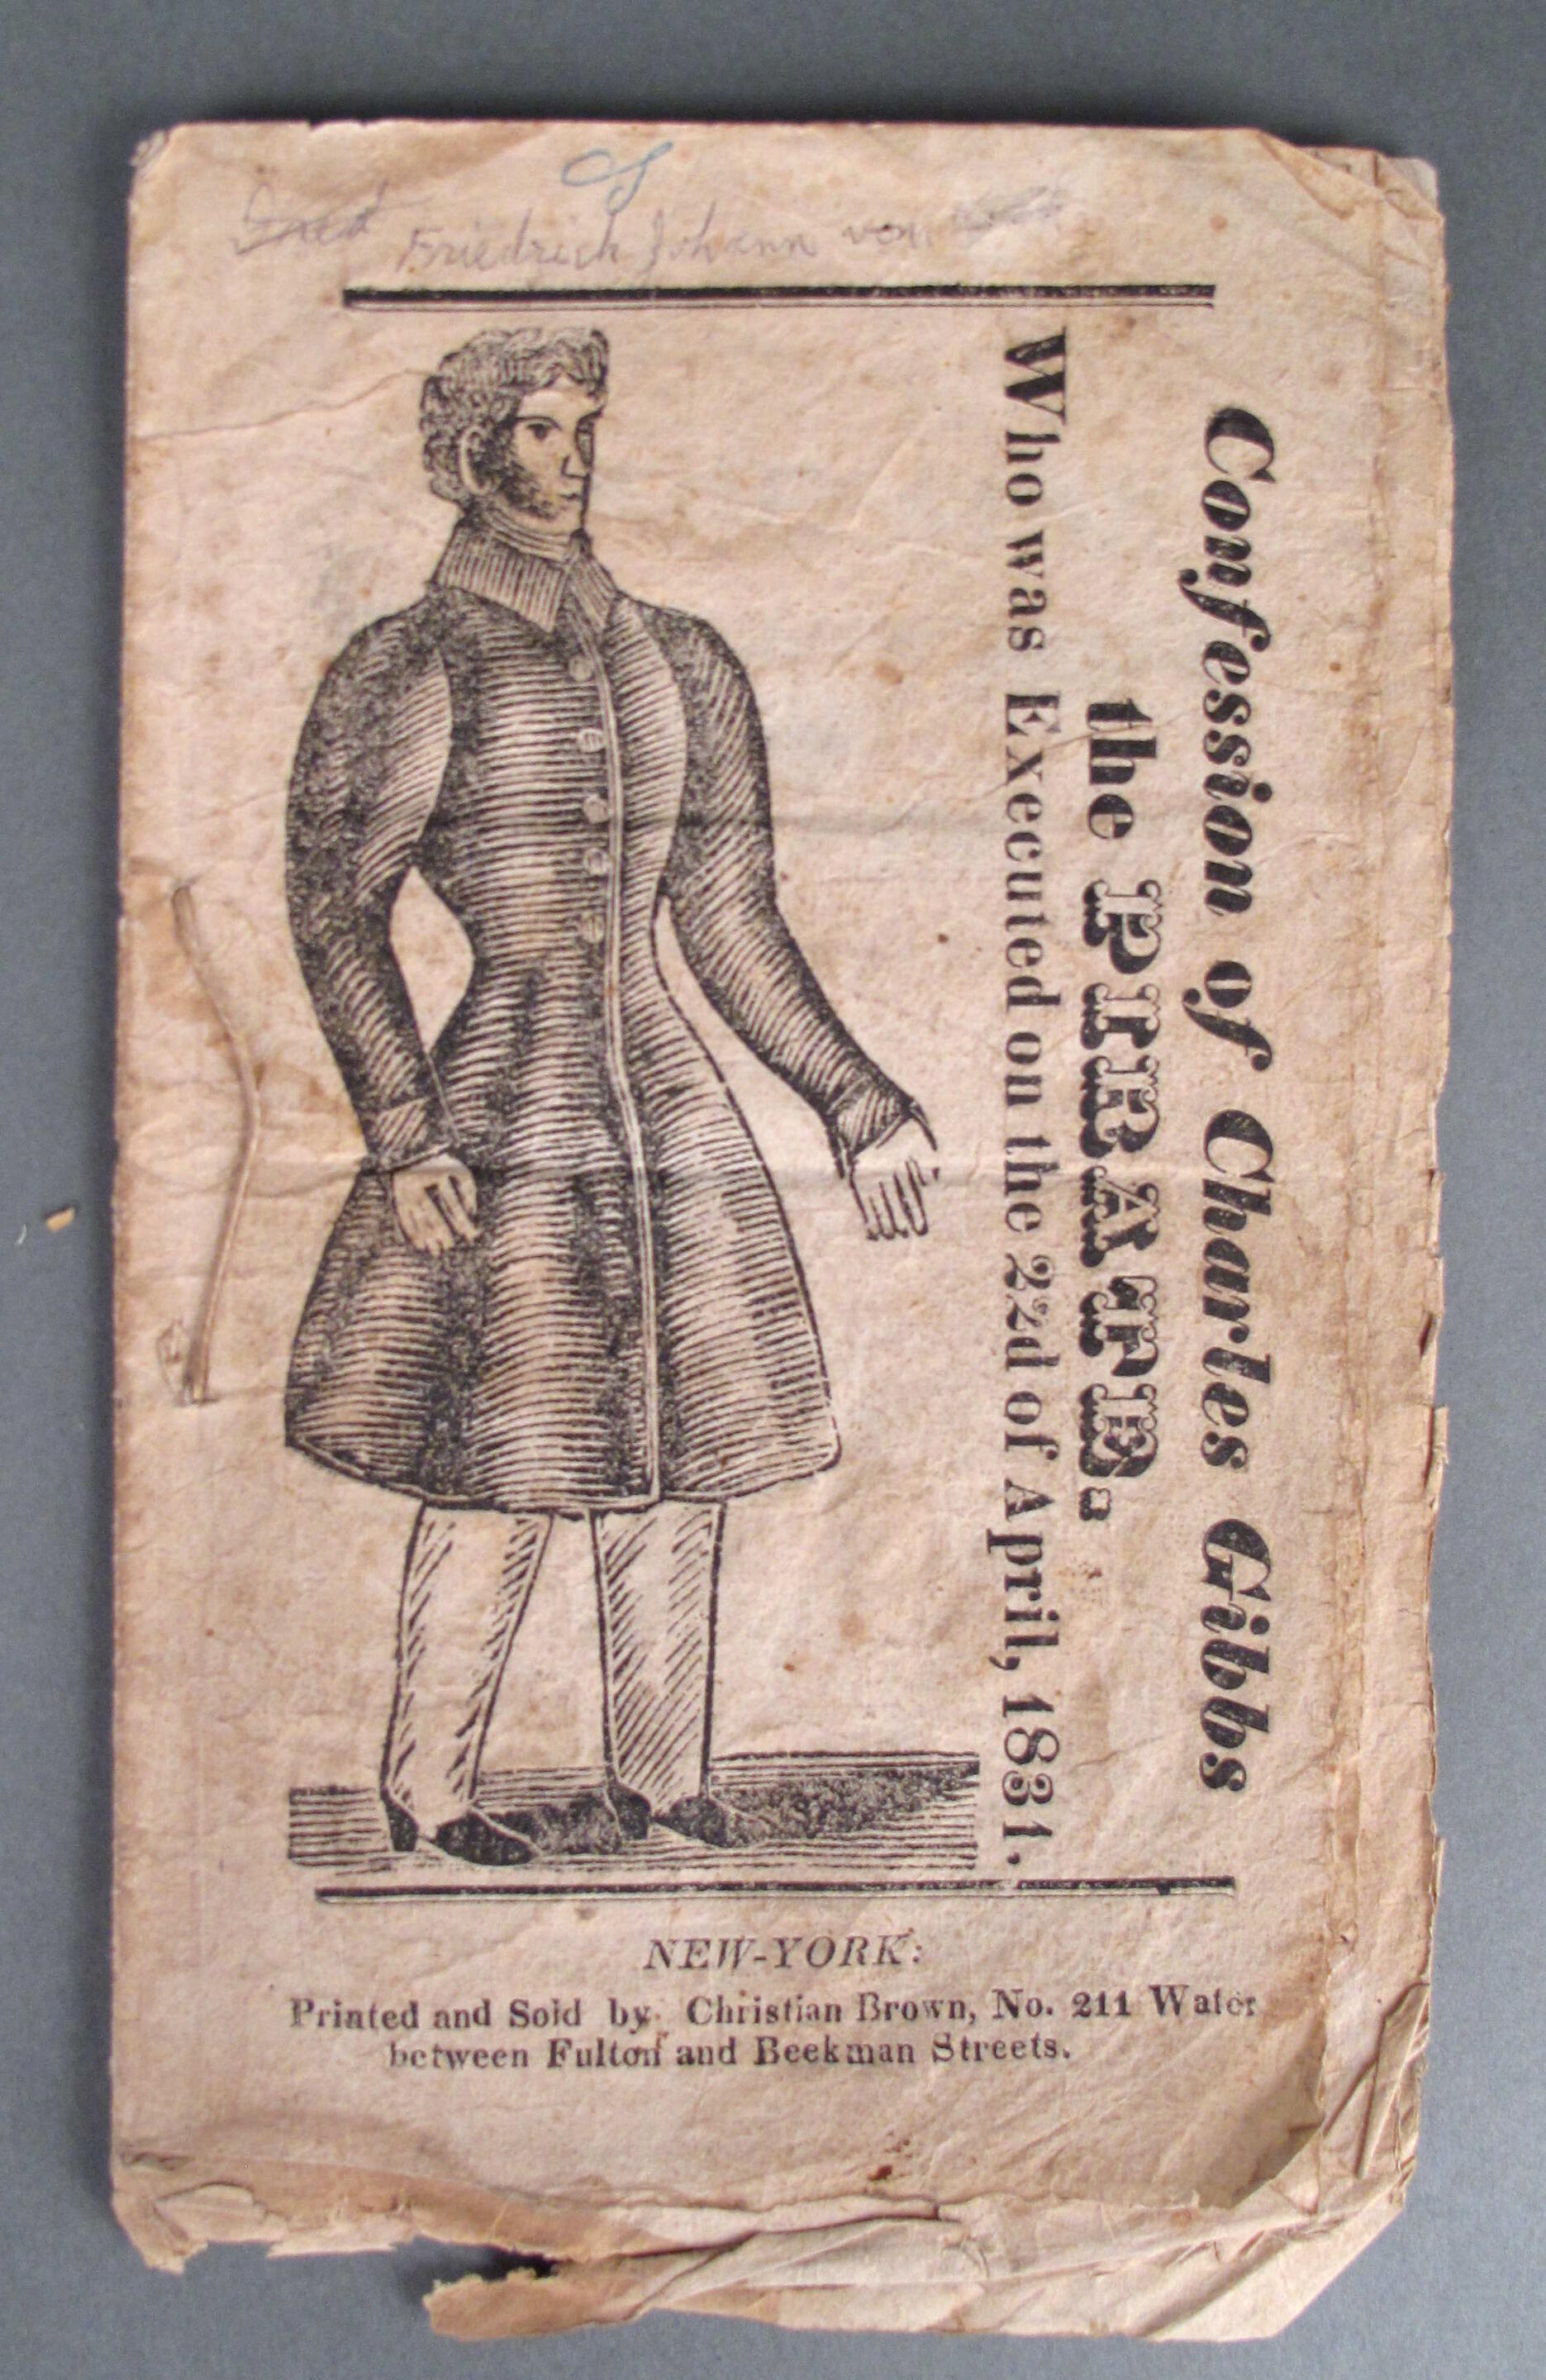 Friedrich Johann von
Confession of Charles Gibbs
the PIRATE.
Who was Executed on the 22d of April, 1831.
NEW-YORK:
Printed and Sold by Christian Brown, No. 211 Water
between Fulton and Beekman Streets.